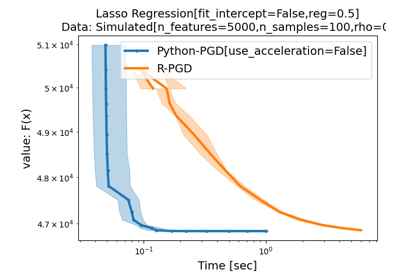 Lasso Regression[fit_intercept=False,reg=0.5]
Data: Simulated[n_features=5000,n_samples=100,rho=0
Python-PGD[use_acceleration=False]
R-PGD
value: F(x)
5.1 × 10⁴
5 × 10⁴
4.9 × 10⁴
4.8 × 10⁴
4.7 × 10⁴
10⁻¹
10⁰
Time [sec]